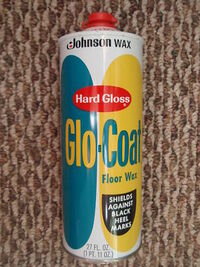 Johnson WAX
Hard Gloss
Glo-Coat
Floor Wax
SHIELDS
AGAINST
BLACK
HEEL
MARKS
27 FL. OZ.
(1 PT. 11 OZ.)